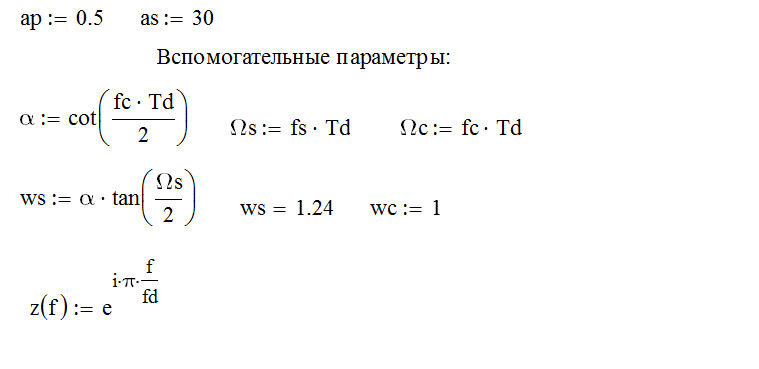 ap := 0.5 as := 30
Вспомогательные параметры:
α := cot(fc · Td / 2) Ωs := fs · Td Ωc := fc · Td
ws := α · tan(Ωs / 2) ws = 1.24 wc := 1
z(f) := e^(i·π·f/fd)